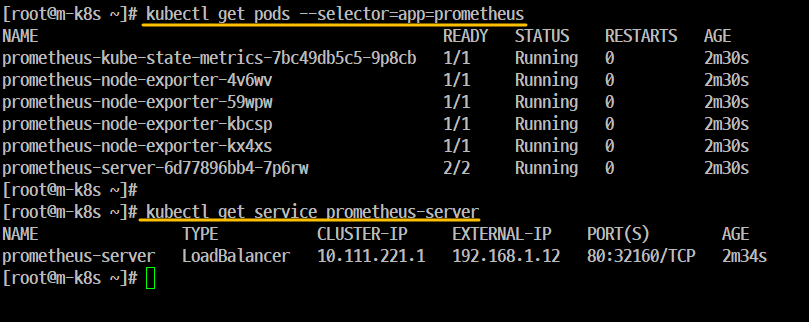 [root@m-k8s ~]# kubectl get pods --selector=app=prometheus
NAME READY STATUS RESTARTS AGE
prometheus-kube-state-metrics-7bc49db5c5-9p8cb 1/1 Running 0 2m30s
prometheus-node-exporter-4v6wv 1/1 Running 0 2m30s
prometheus-node-exporter-59wpw 1/1 Running 0 2m30s
prometheus-node-exporter-kbcsp 1/1 Running 0 2m30s
prometheus-node-exporter-kx4xs 1/1 Running 0 2m30s
prometheus-server-6d77896bb4-7p6rw 2/2 Running 0 2m30s
[root@m-k8s ~]#
[root@m-k8s ~]# kubectl get service prometheus-server
NAME TYPE CLUSTER-IP EXTERNAL-IP PORT(S) AGE
prometheus-server LoadBalancer 10.111.221.1 192.168.1.12 80:32160/TCP 2m34s
[root@m-k8s ~]#